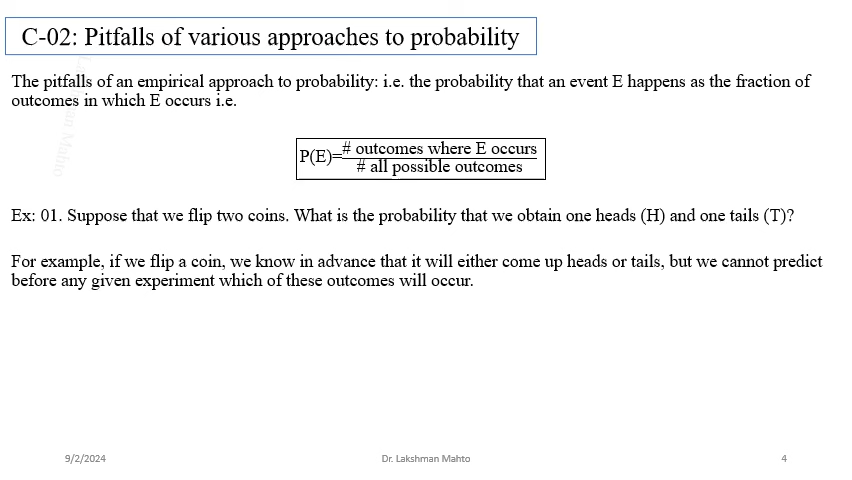 C-02: Pitfalls of various approaches to probability
The pitfalls of an empirical approach to probability: i.e. the probability that an event E happens as the fraction of
outcomes in which E occurs i.e.
P(E)=# outcomes where E occurs
# all possible outcomes
Ex: 01. Suppose that we flip two coins. What is the probability that we obtain one heads (H) and one tails (T)?
For example, if we flip a coin, we know in advance that it will either come up heads or tails, but we cannot predict
before any given experiment which of these outcomes will occur.
9/2/2024 Dr. Lakshman Mahto 4